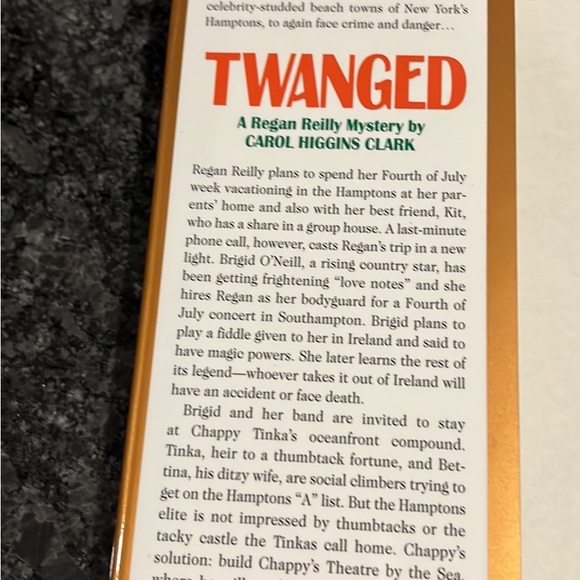 celebrity-studded beach towns of New York's
Hamptons, to again face crime and danger…
TWANGED
A Regan Reilly Mystery by
CAROL HIGGINS CLARK
Regan Reilly plans to spend her Fourth of July
week vacationing in the Hamptons at her par-
ents' home and also with her best friend, Kit,
who has a share in a group house. A last-minute
phone call, however, casts Regan's trip in a new
light. Brigid O'Neill, a rising country star, has
been getting frightening "love notes" and she
hires Regan as her bodyguard for a Fourth of
July concert in Southampton. Brigid plans to
play a fiddle given to her in Ireland and said to
have magic powers. She later learns the rest of
its legend—whoever takes it out of Ireland will
have an accident or face death.
Brigid and her band are invited to stay
at Chappy Tinka's oceanfront compound.
Tinka, heir to a thumbtack fortune, and Bet-
tina, his ditzy wife, are social climbers trying to
get on the Hamptons "A" list. But the Hamptons
elite is not impressed by thumbtacks or the
tacky castle the Tinkas call home. Chappy's
solution: build Chappy's Theatre by the Sea,